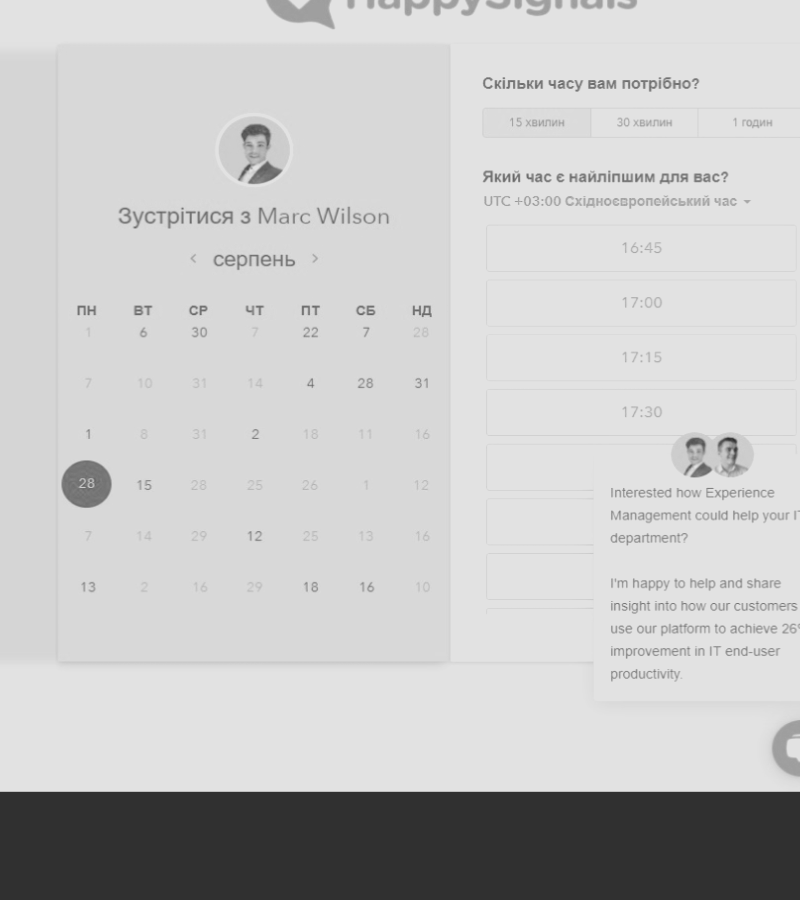 HappySignals
Зустрітися з Marc Wilson
серпень
ПН ВТ СР ЧТ ПТ СБ НД
1 6 30 7 22 7 28
7 10 31 14 4 28 31
1 8 31 2 18 11 16
28 15 28 25 26 1 12
7 14 29 12 25 13 16
13 2 16 29 18 16 10
Скільки часу вам потрібно?
15 хвилин 30 хвилин 1 годин
Який час є найліпшим для вас?
UTC +03:00 Східноєвропейський час
16:45
17:00
17:15
17:30
Interested how Experience
Management could help your IT
department?
I'm happy to help and share
insight into how our customers
use our platform to achieve 26%
improvement in IT end-user
productivity.